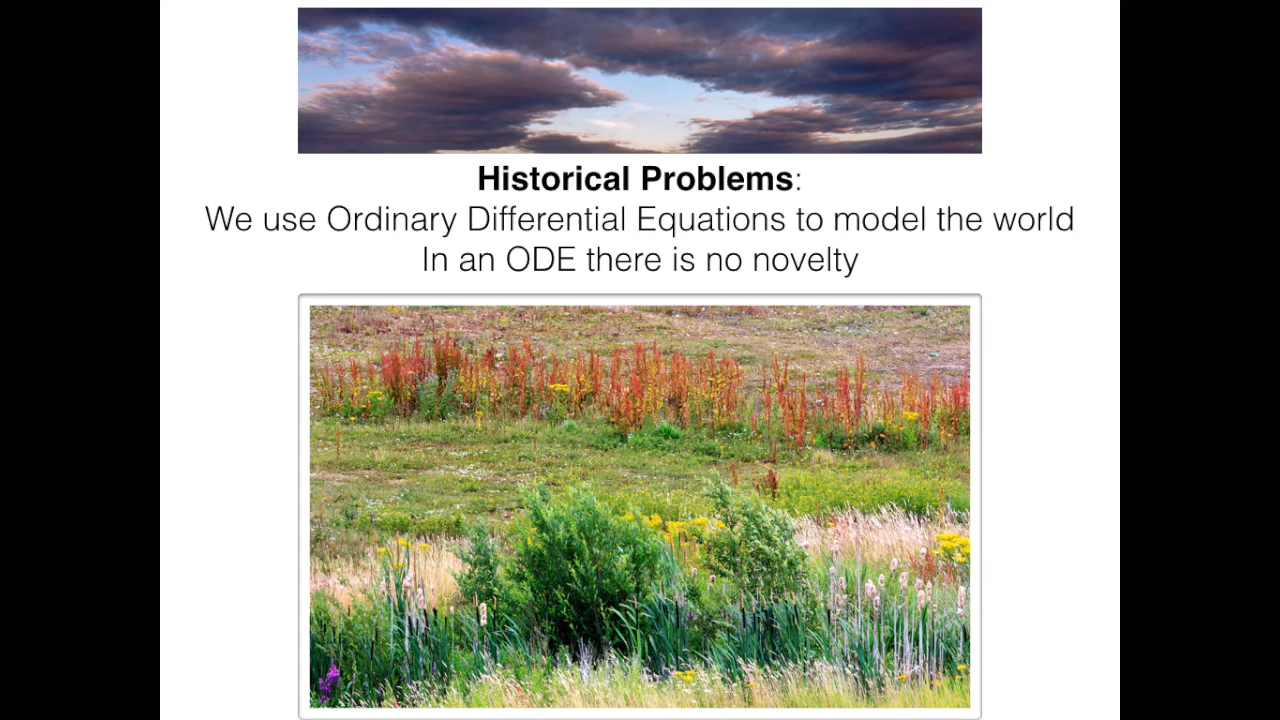 Historical Problems:
We use Ordinary Differential Equations to model the world
In an ODE there is no novelty